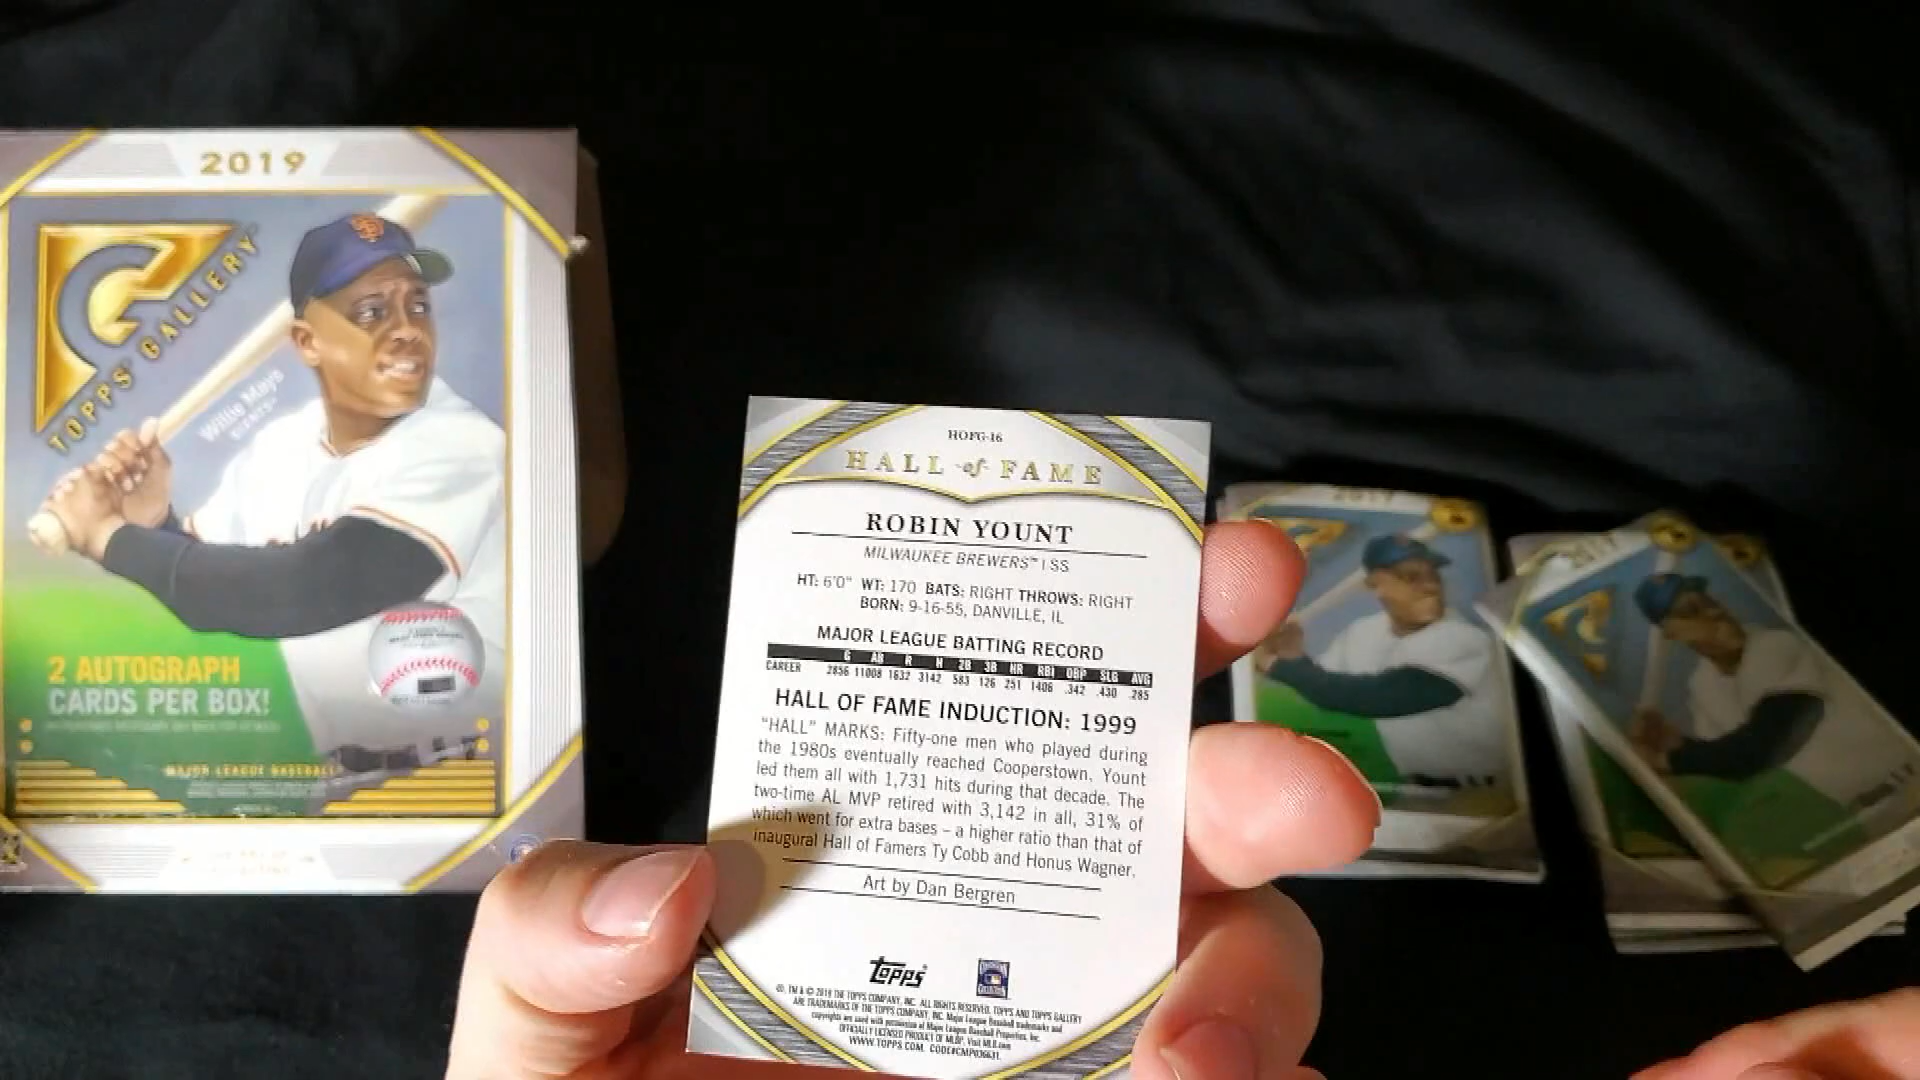 2019
TOPPS GALLERY
Willie Mays
GIANTS
2 AUTOGRAPH
CARDS PER BOX!
MAJOR LEAGUE BASEBALL
HOFG-16
HALL of FAME
ROBIN YOUNT
MILWAUKEE BREWERS™ | SS
HT: 6'0" WT: 170 BATS: RIGHT THROWS: RIGHT
BORN: 9-16-55, DANVILLE, IL
MAJOR LEAGUE BATTING RECORD
G AB R H 2B 3B HR RBI OBP SLG AVG
CAREER 2856 11008 1632 3142 583 126 251 1406 .342 .430 .285
HALL OF FAME INDUCTION: 1999
"HALL" MARKS: Fifty-one men who played during
the 1980s eventually reached Cooperstown. Yount
led them all with 1,731 hits during that decade. The
two-time AL MVP retired with 3,142 in all, 31% of
which went for extra bases – a higher ratio than that of
inaugural Hall of Famers Ty Cobb and Honus Wagner.
Art by Dan Bergren
Topps
®, TM & © 2019 THE TOPPS COMPANY, INC. ALL RIGHTS RESERVED. TOPPS AND TOPPS GALLERY
ARE TRADEMARKS OF THE TOPPS COMPANY, INC. Major League Baseball trademarks and
copyrights are used with permission of Major League Baseball Properties, Inc.
OFFICIALLY LICENSED PRODUCT OF MLBP. Visit MLB.com
WWW.TOPPS.COM. CODE#CMP036631.